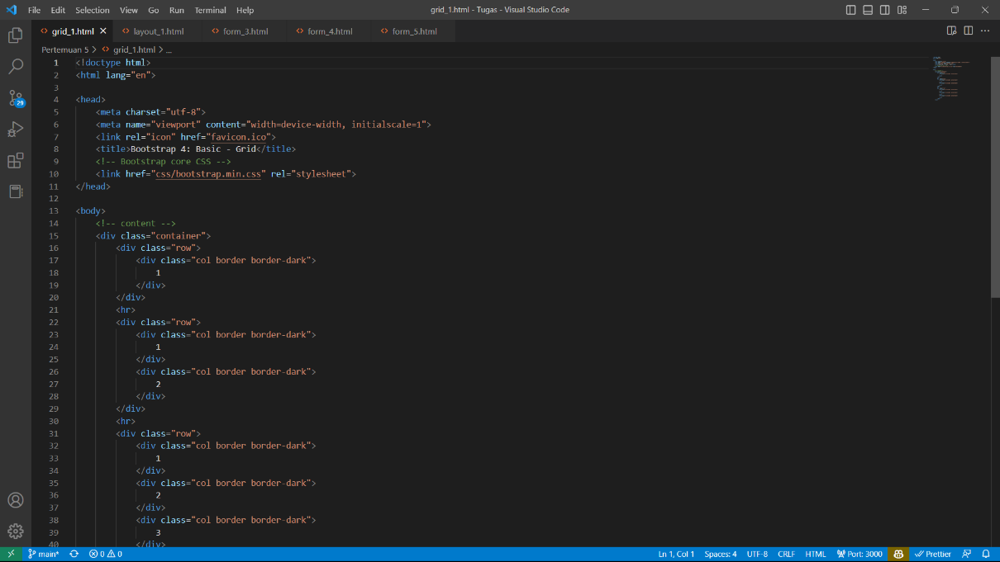 File Edit Selection View Go Run Terminal Help grid_1.html - Tugas - Visual Studio Code
grid_1.html layout_1.html form_3.html form_4.html form_5.html
Pertemuan 5 > grid_1.html > ...
1 <!doctype html>
2 <html lang="en">
3
4 <head>
5 <meta charset="utf-8">
6 <meta name="viewport" content="width=device-width, initialscale=1">
7 <link rel="icon" href="favicon.ico">
8 <title>Bootstrap 4: Basic - Grid</title>
9 <!-- Bootstrap core CSS -->
10 <link href="css/bootstrap.min.css" rel="stylesheet">
11 </head>
12
13 <body>
14 <!-- content -->
15 <div class="container">
16 <div class="row">
17 <div class="col border border-dark">
18 1
19 </div>
20 </div>
21 <hr>
22 <div class="row">
23 <div class="col border border-dark">
24 1
25 </div>
26 <div class="col border border-dark">
27 2
28 </div>
29 </div>
30 <hr>
31 <div class="row">
32 <div class="col border border-dark">
33 1
34 </div>
35 <div class="col border border-dark">
36 2
37 </div>
38 <div class="col border border-dark">
39 3
40 </div>
29
main* 0 0 Ln 1, Col 1 Spaces: 4 UTF-8 CRLF HTML Port: 3000 Prettier